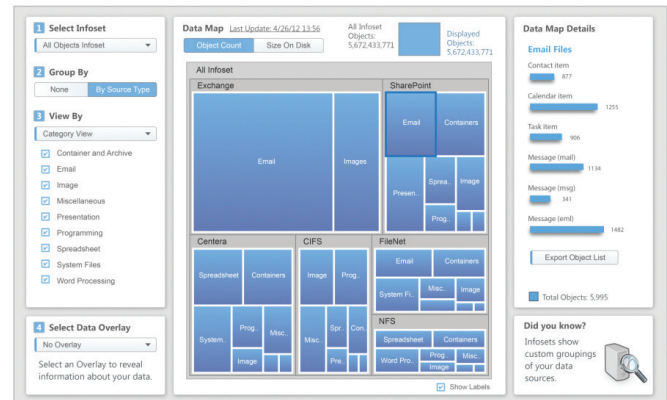 1 Select Infoset
All Objects Infoset
2 Group By
None By Source Type
3 View By
Category View
Container and Archive
Email
Image
Miscellaneous
Presentation
Programming
Spreadsheet
System Files
Word Processing
4 Select Data Overlay
No Overlay
Select an Overlay to reveal
information about your data.
Data Map Last Update: 4/26/12 13:56
Object Count Size On Disk
All Infoset
Objects:
5,672,433,771
Displayed
Objects:
5,672,433,771
All Infoset
Exchange
Email
Images
SharePoint
Email
Containers
Presen..
Sprea..
Image
Prog..
Centera
Spreadsheet
Containers
System..
Prog..
Misc..
Image
CIFS
Image
Prog..
Misc..
Spr..
Con..
Pre..
FileNet
Email
Containers
System Fi..
Misc..
Image
NFS
Spreadsheet
Containers
Word Pro..
Prog
Misc..
Image
Show Labels
Data Map Details
Email Files
Contact item
877
Calendar item
1255
Task item
906
Message (mail)
1134
Message (msg)
341
Message (eml)
1482
Export Object List
Total Objects: 5,995
Did you know?
Infosets show
custom groupings
of your data
sources.